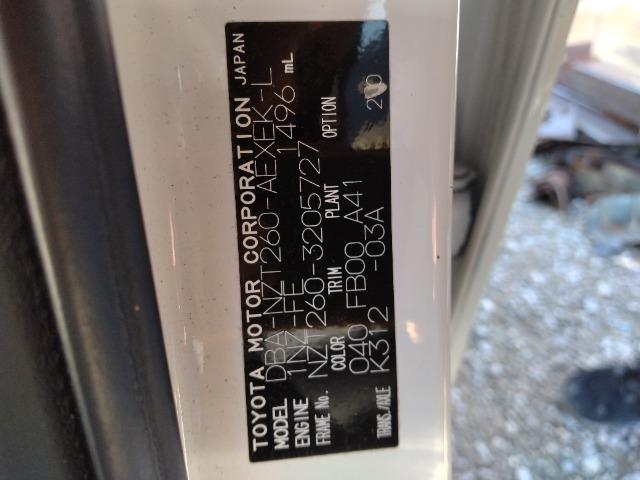 TOYOTA MOTOR CORPORATION JAPAN
MODEL DBA-NZT260-AEXEK-L
ENGINE 1NZ-FE 1496 mL
FRAME No. NZT260-3205727
COLOR TRIM PLANT OPTION
040 FB00 A41
TRANS./AXLE K312 -03A